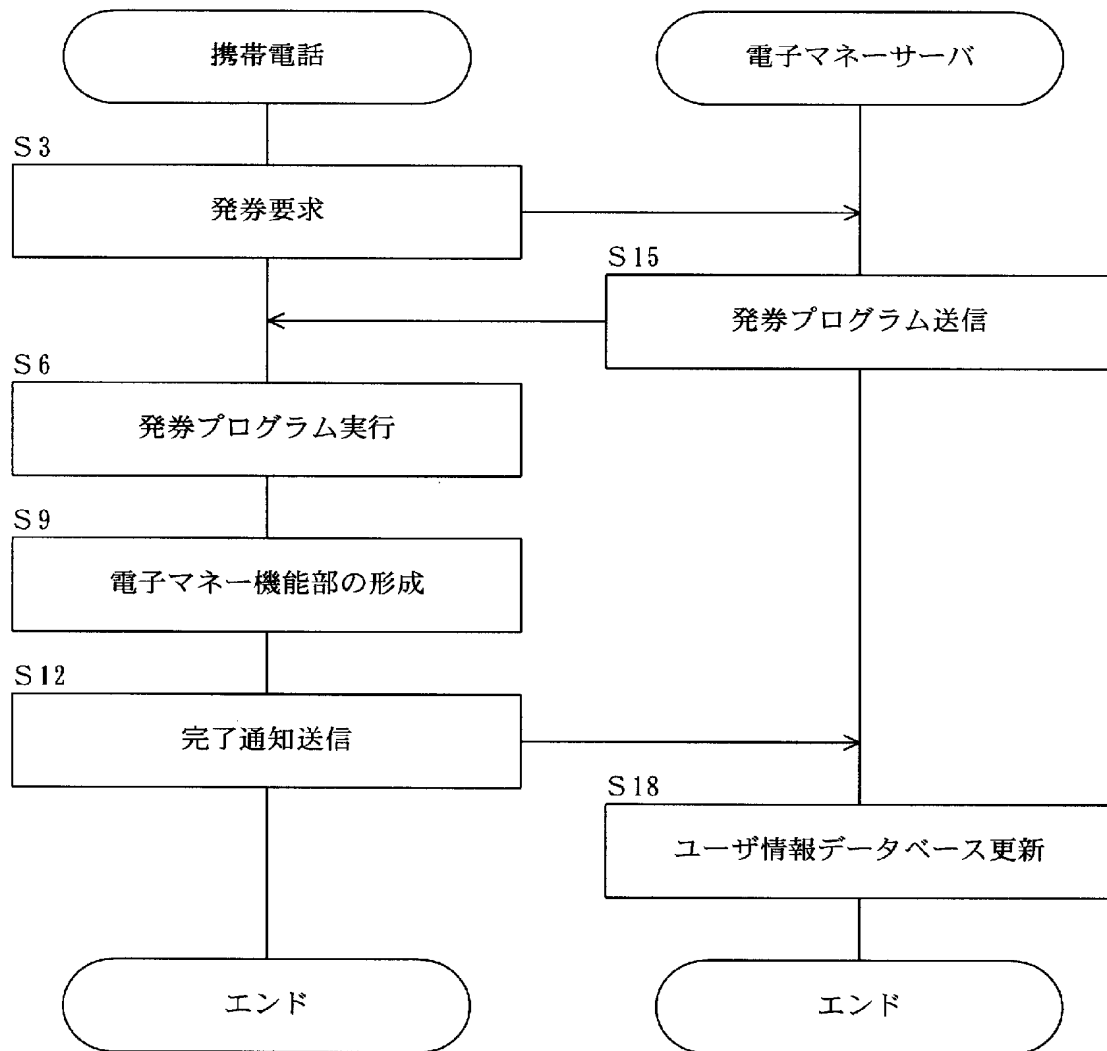 携帯電話
電子マネーサーバ
S3
発券要求
S15
発券プログラム送信
S6
発券プログラム実行
S9
電子マネー機能部の形成
S12
完了通知送信
S18
ユーザ情報データベース更新
エンド
エンド